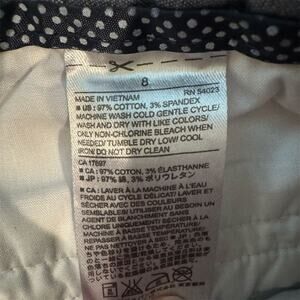 8
MADE IN VIETNAM RN 54023
■ US: 97% COTTON, 3% SPANDEX
MACHINE WASH COLD GENTLE CYCLE/
WASH AND DRY WITH LIKE COLORS/
ONLY NON-CHLORINE BLEACH WHEN
NEEDED/ TUMBLE DRY LOW/ COOL
IRON/ DO NOT DRY CLEAN
CA 17897
■ CA: 97% COTON, 3% ÉLASTHANNE
■ JP: 97% 綿, 3% ポリウレタン
■ CA: LAVER À LA MACHINE À L'EAU
FROIDE AU CYCLE DÉLICAT/ LAVER ET
SÉCHER AVEC DES COULEURS
SEMBLABLES/ UTILISER AU BESOIN UN
AGENT DE BLANCHIMENT SANS
CHLORE UNIQUEMENT/ SÉCHER À LA
MACHINE À BASSE TEMPÉRATURE/
REPASSER À BASSE TEMPÉRATURE/
NE PAS NETTOYER À SEC